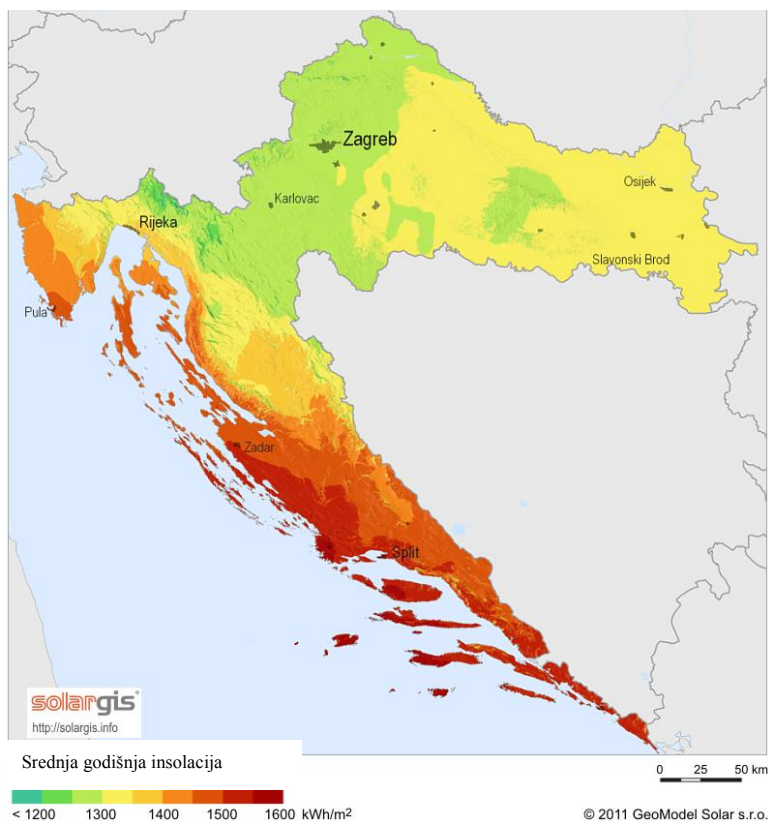 Zagreb
Osijek
Karlovac
Rijeka
Slavonski Brod
Pula
Zadar
Split
solargis
http://solargis.info
Srednja godišnja insolacija
0 25 50 km
< 1200 1300 1400 1500 1600 kWh/m²
© 2011 GeoModel Solar s.r.o.